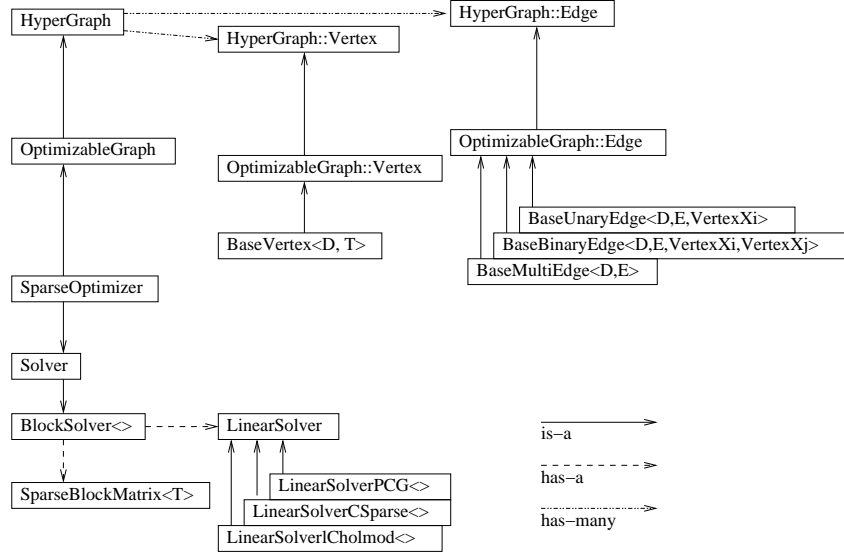 HyperGraph
HyperGraph::Edge
HyperGraph::Vertex
OptimizableGraph
OptimizableGraph::Edge
OptimizableGraph::Vertex
BaseUnaryEdge<D,E,VertexXi>
BaseVertex<D, T>
BaseBinaryEdge<D,E,VertexXi,VertexXj>
BaseMultiEdge<D,E>
SparseOptimizer
Solver
BlockSolver<>
LinearSolver
is-a
has-a
LinearSolverPCG<>
SparseBlockMatrix<T>
LinearSolverCSparse<>
has-many
LinearSolverlCholmod<>